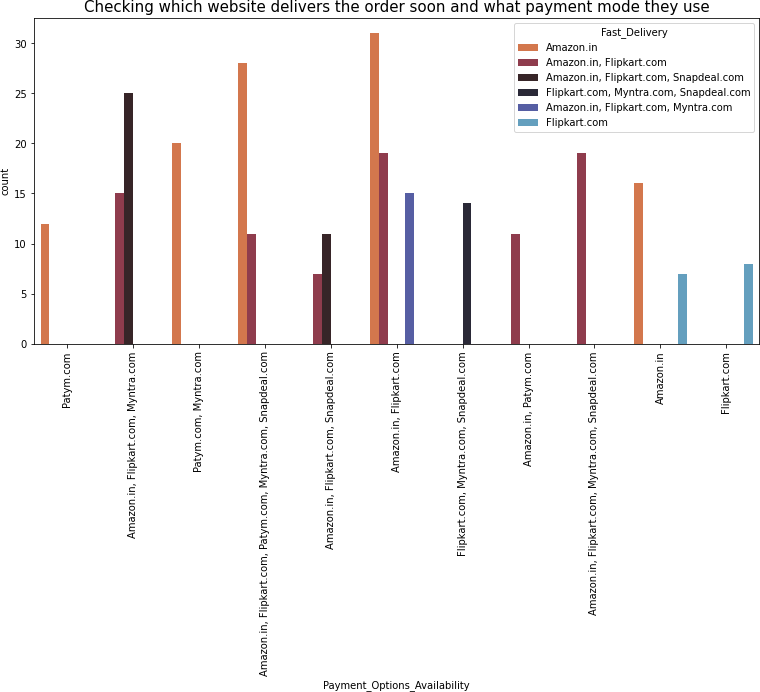 Checking which website delivers the order soon and what payment mode they use
Fast_Delivery
Amazon.in
Amazon.in, Flipkart.com
Amazon.in, Flipkart.com, Snapdeal.com
Flipkart.com, Myntra.com, Snapdeal.com
Amazon.in, Flipkart.com, Myntra.com
Flipkart.com
30
25
20
15
10
5
0
count
Patym.com
Amazon.in, Flipkart.com, Myntra.com
Patym.com, Myntra.com
Amazon.in, Flipkart.com, Patym.com, Myntra.com, Snapdeal.com
Amazon.in, Flipkart.com, Snapdeal.com
Amazon.in, Flipkart.com
Flipkart.com, Myntra.com, Snapdeal.com
Amazon.in, Patym.com
Amazon.in, Flipkart.com, Myntra.com, Snapdeal.com
Amazon.in
Flipkart.com
Payment_Options_Availability